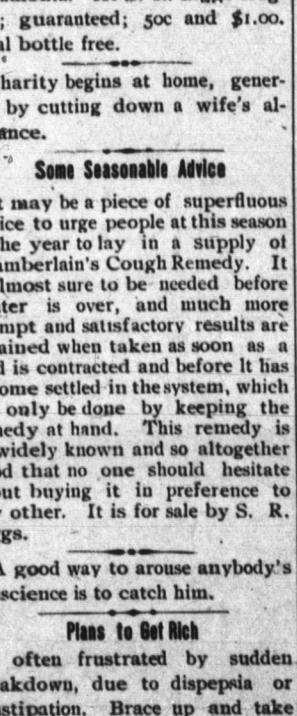 ; guaranteed; 50c and $1.00.
al bottle free.
harity begins at home, gener-
by cutting down a wife's al-
ance.
Some Seasonable Advice
t may be a piece of superfluous
ice to urge people at this season
he year to lay in a supply of
amberlain's Cough Remedy. It
lmost sure to be needed before
ter is over, and much more
mpt and satisfactory results are
ained when taken as soon as a
d is contracted and before it has
ome settled in the system, which
only be done by keeping the
edy at hand. This remedy is
widely known and so altogether
d that no one should hesitate
ut buying it in preference to
other. It is for sale by S. R.
gs.
A good way to arouse anybody's
science is to catch him.
Plans to Get Rich
often frustrated by sudden
akdown, due to dispepsia or
stipation. Brace up and take